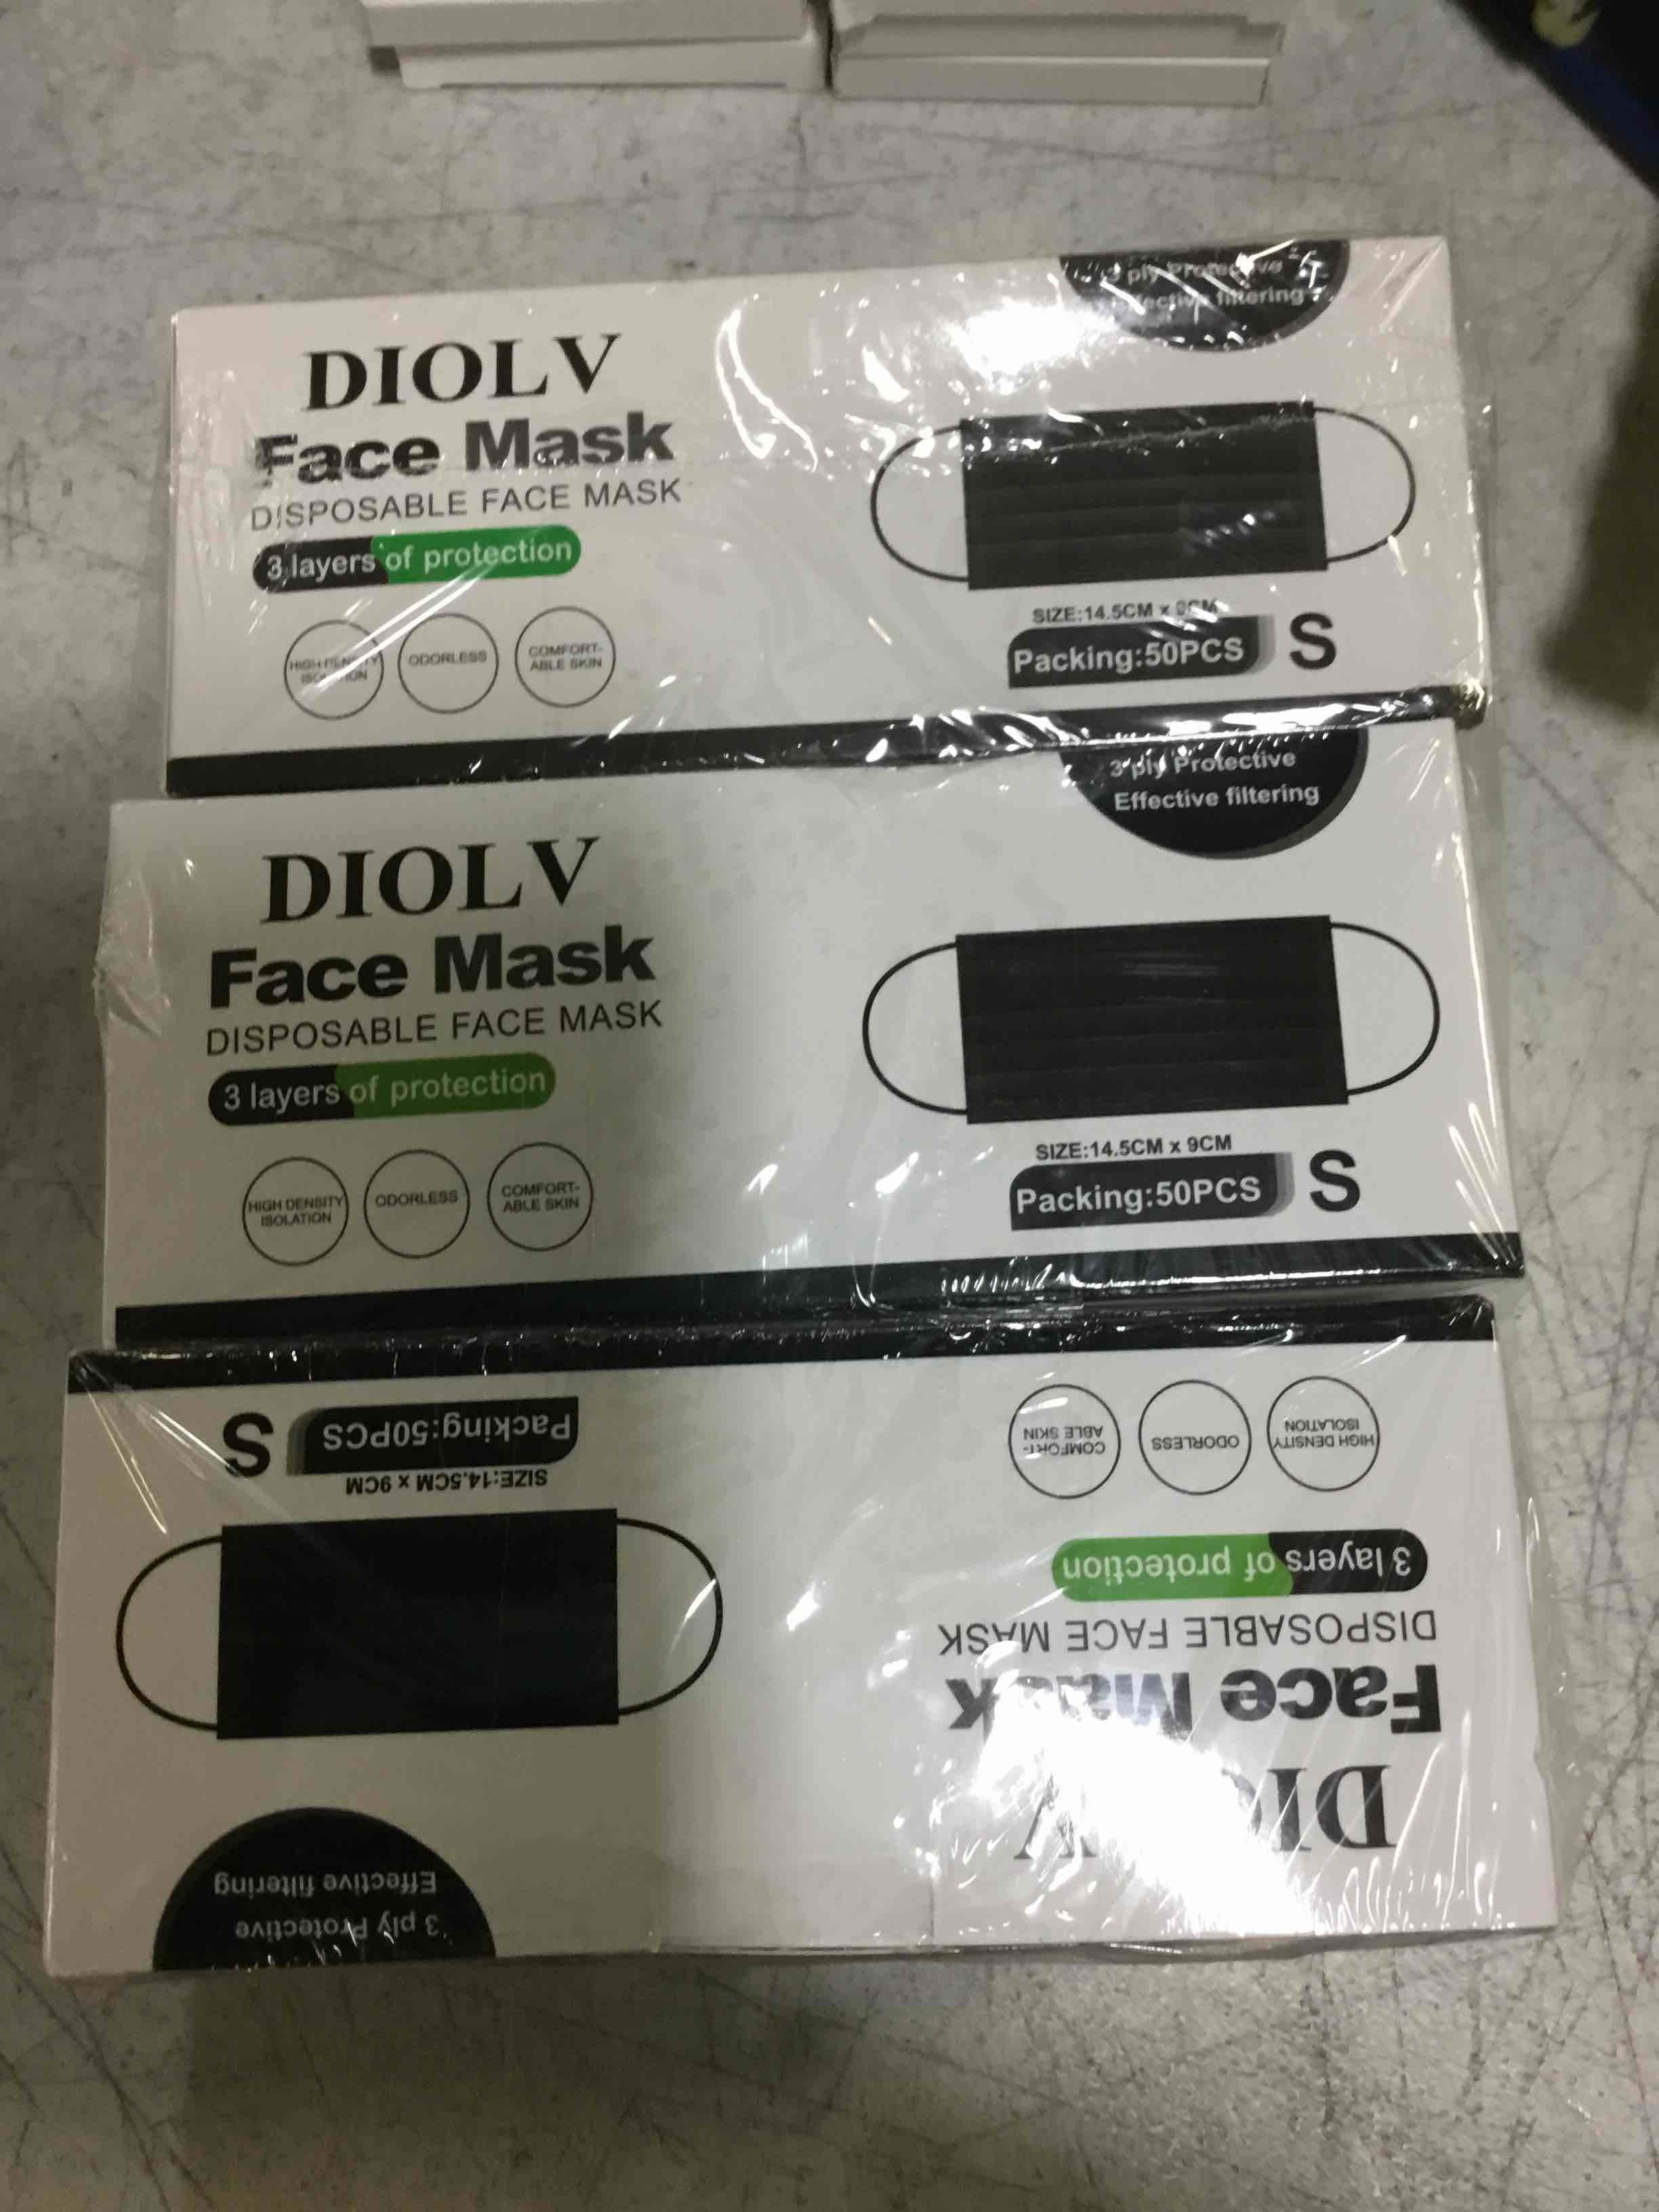 3 ply Protective
Effective filtering
DIOLV
Face Mask
DISPOSABLE FACE MASK
3 layers of protection
HIGH DENSITY
ISOLATION
ODORLESS
COMFORT-
ABLE SKIN
SIZE:14.5CM x 9CM
Packing:50PCS
S
3 ply Protective
Effective filtering
DIOLV
Face Mask
DISPOSABLE FACE MASK
3 layers of protection
HIGH DENSITY
ISOLATION
ODORLESS
COMFORT-
ABLE SKIN
SIZE:14.5CM x 9CM
Packing:50PCS
S
3 ply Protective
Effective filtering
DIOLV
Face Mask
DISPOSABLE FACE MASK
3 layers of protection
HIGH DENSITY
ISOLATION
ODORLESS
COMFORT-
ABLE SKIN
SIZE:14.5CM x 9CM
Packing:50PCS
S